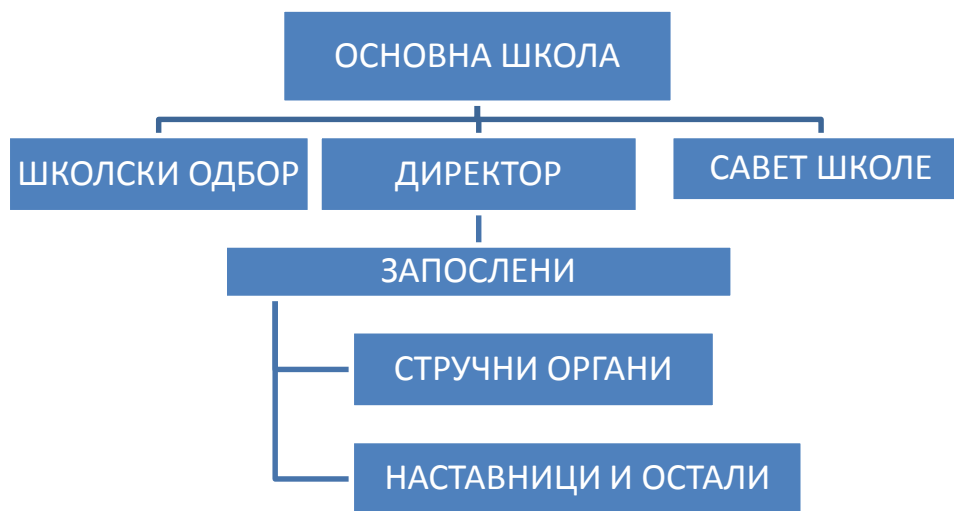 ОСНОВНА ШКОЛА
ШКОЛСКИ ОДБОР
ДИРЕКТОР
САВЕТ ШКОЛЕ
ЗАПОСЛЕНИ
СТРУЧНИ ОРГАНИ
НАСТАВНИЦИ И ОСТАЛИ